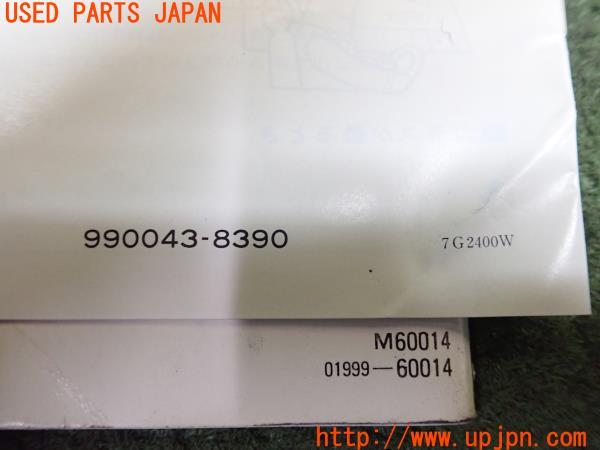 USED PARTS JAPAN
990043-8390
7G2400W
M60014
01999-60014
http://www.upjpn.com